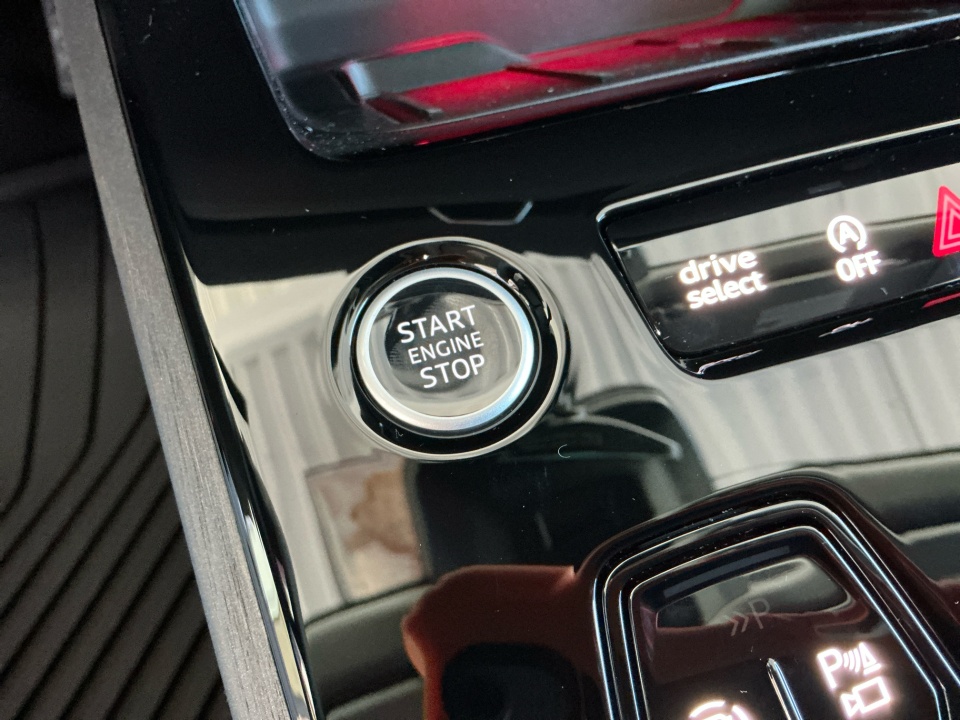 START
ENGINE
STOP
drive
select
A
OFF
P